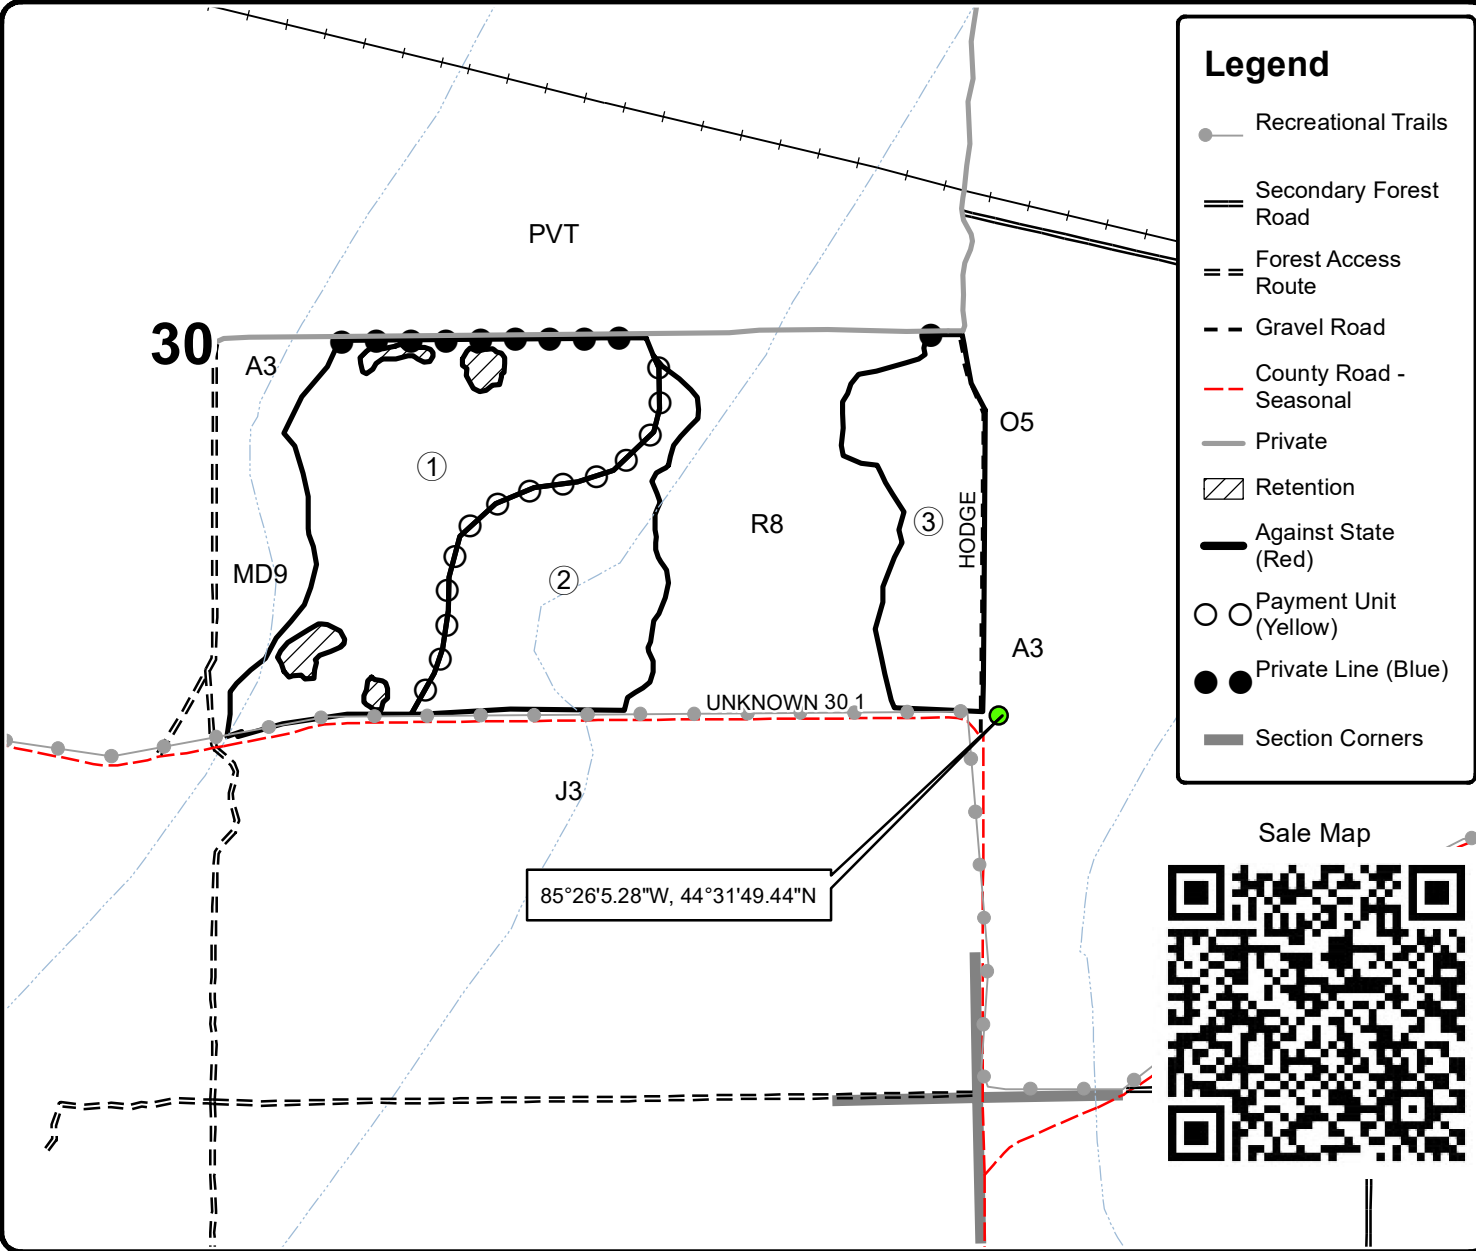 Legend
Recreational Trails
Secondary Forest
Road
Forest Access
Route
Gravel Road
County Road -
Seasonal
Private
Retention
Against State
(Red)
Payment Unit
(Yellow)
Private Line (Blue)
Section Corners
PVT
30
A3
O5
1
HODGE
R8
3
MD9
2
A3
UNKNOWN 30 1
J3
85°26'5.28"W, 44°31'49.44"N
Sale Map